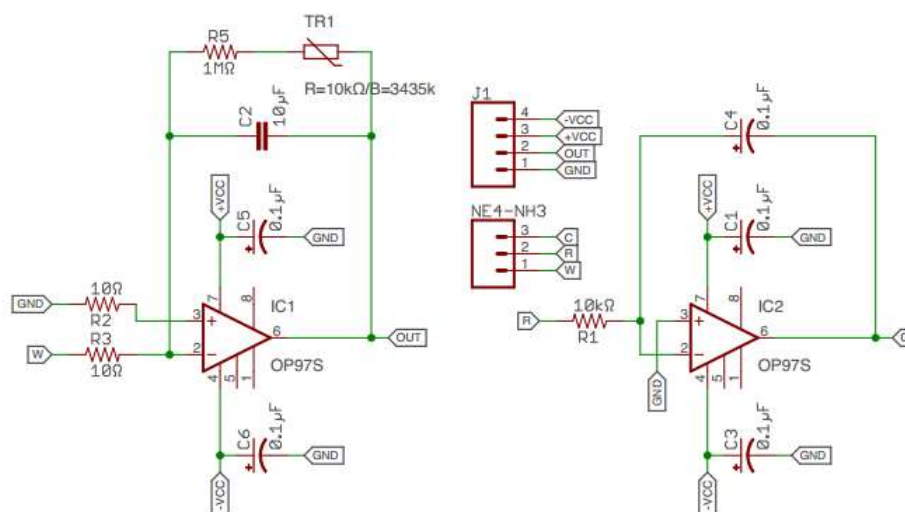 TR1
R5
1MΩ
R=10kΩ/B=3435k
C2
10µF
+VCC
C5
0.1µF
GND
GND
10Ω
R2
W
R3
10Ω
3
2
7
8
6
4
5
1
IC1
OP97S
OUT
C6
0.1µF
GND
-VCC
J1
4
-VCC
3
+VCC
2
OUT
1
GND
NE4-NH3
3
C
2
R
1
W
C4
0.1µF
+VCC
C1
0.1µF
GND
R
10kΩ
R1
3
2
7
8
6
4
5
1
IC2
OP97S
GND
C3
0.1µF
GND
-VCC